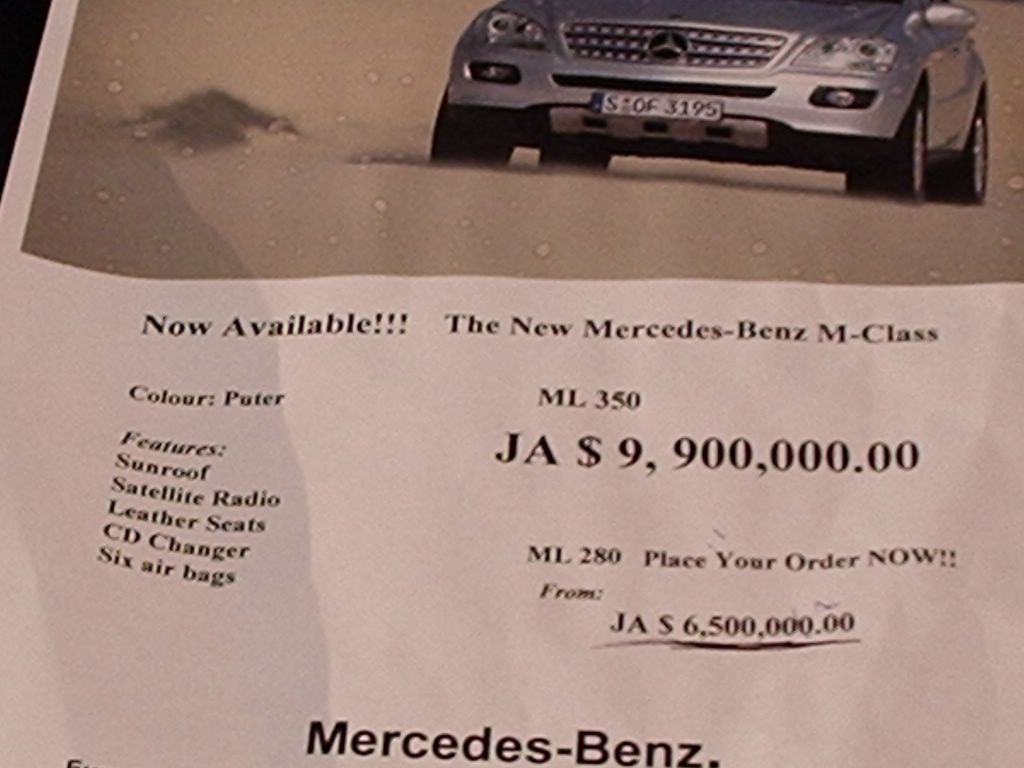 S OF 3195
Now Available!!! The New Mercedes-Benz M-Class
Colour: Puter
Features:
Sunroof
Satellite Radio
Leather Seats
CD Changer
Six air bags
ML 350
JA $ 9, 900,000.00
ML 280 Place Your Order NOW!!
From:
JA $ 6,500,000.00
Mercedes-Benz.